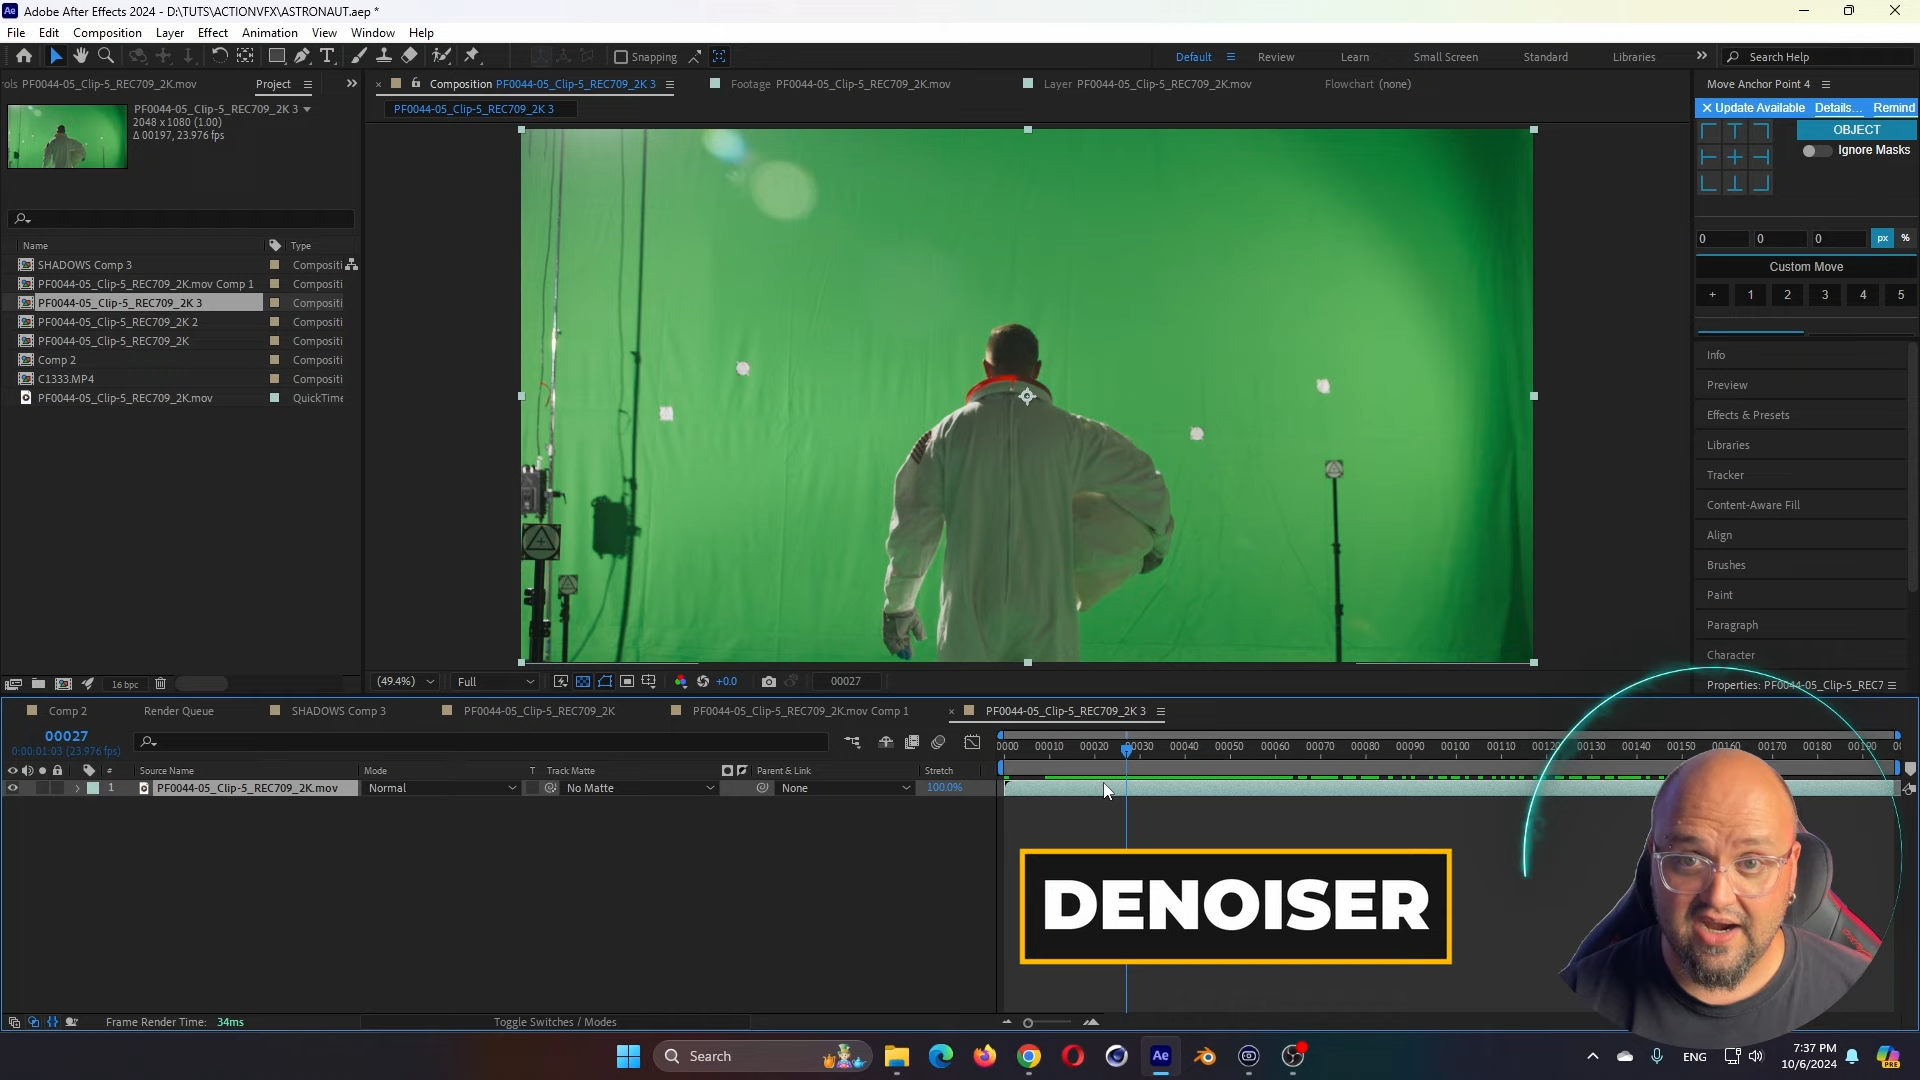 Adobe After Effects 2024 - D:\TUTS\ACTIONVFX\ASTRONAUT.aep *
File Edit Composition Layer Effect Animation View Window Help
Snapping
Default Review Learn Small Screen Standard Libraries
Search Help
ols PF0044-05_Clip-5_REC709_2K.mov Project
PF0044-05_Clip-5_REC709_2K 3
2048 x 1080 (1.00)
Δ 00197, 23.976 fps
Name Type
SHADOWS Comp 3 Compositi
PF0044-05_Clip-5_REC709_2K.mov Comp 1 Compositi
PF0044-05_Clip-5_REC709_2K 3 Compositi
PF0044-05_Clip-5_REC709_2K 2 Compositi
PF0044-05_Clip-5_REC709_2K Compositi
Comp 2 Compositi
C1333.MP4 Compositi
PF0044-05_Clip-5_REC709_2K.mov QuickTime
16 bpc
Composition PF0044-05_Clip-5_REC709_2K 3
Footage PF0044-05_Clip-5_REC709_2K.mov
Layer PF0044-05_Clip-5_REC709_2K.mov
Flowchart (none)
PF0044-05_Clip-5_REC709_2K 3
(49.4%) Full +0.0 00027
Move Anchor Point 4
Update Available Details... Remind
OBJECT
Ignore Masks
0 0 0 px %
Custom Move
+ 1 2 3 4 5
Info
Preview
Effects & Presets
Libraries
Tracker
Content-Aware Fill
Align
Brushes
Paint
Paragraph
Character
Properties: PF0044-05_Clip-5_REC7
Comp 2 Render Queue SHADOWS Comp 3 PF0044-05_Clip-5_REC709_2K PF0044-05_Clip-5_REC709_2K.mov Comp 1 PF0044-05_Clip-5_REC709_2K 3
00027
0:00:01:03 (23.976 fps)
0000 00010 00020 00030 00040 00050 00060 00070 00080 00090 00100 00110 00120 00130 00140 00150 00160 00170 00180 00190
# Source Name Mode T Track Matte Parent & Link Stretch
1 PF0044-05_Clip-5_REC709_2K.mov Normal No Matte None 100.0%
DENOISER
Frame Render Time: 34ms
Toggle Switches / Modes
Search
Ae
ENG
7:37 PM
10/6/2024
PRE